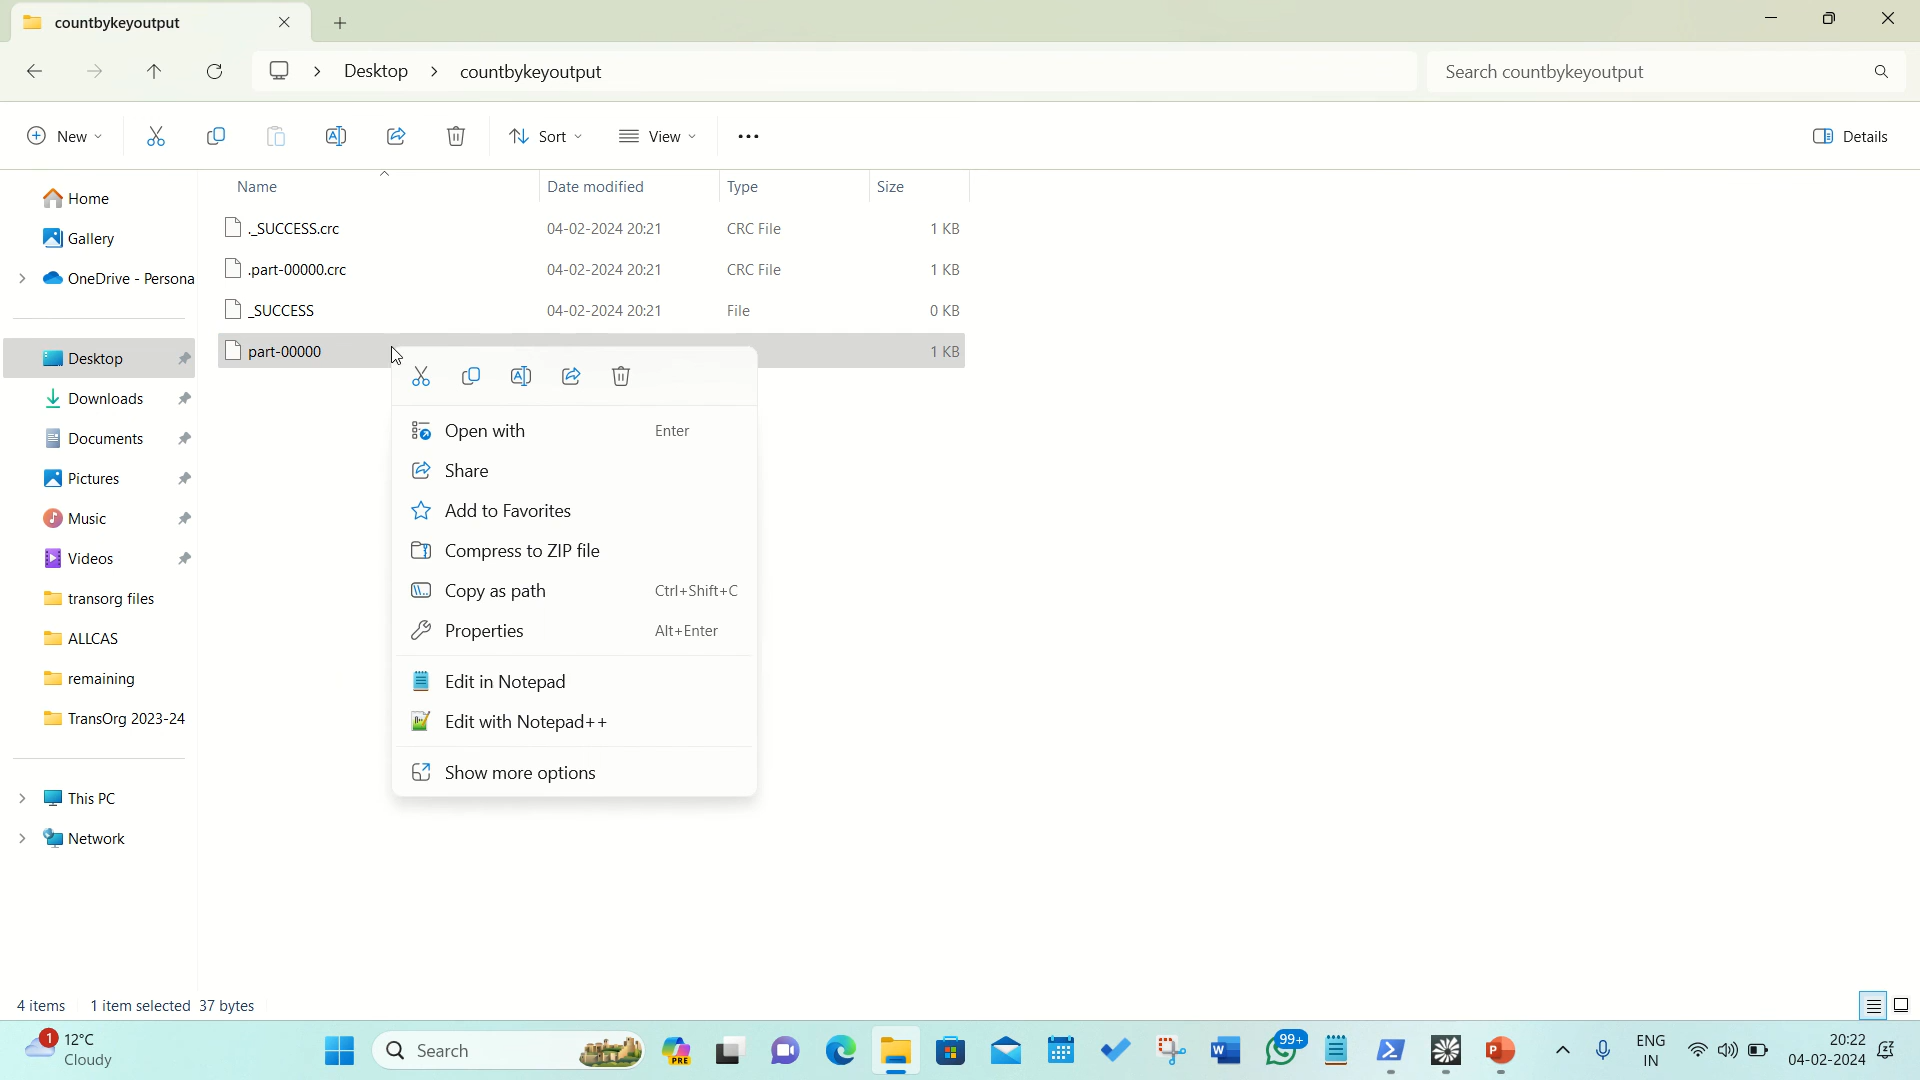 countbykeyoutput
Desktop
countbykeyoutput
Search countbykeyoutput
New
Sort
View
Details
Name
Date modified
Type
Size
._SUCCESS.crc 04-02-2024 20:21 CRC File 1 KB
.part-00000.crc 04-02-2024 20:21 CRC File 1 KB
_SUCCESS 04-02-2024 20:21 File 0 KB
part-00000 1 KB
Home
Gallery
OneDrive - Persona
Desktop
Downloads
Documents
Pictures
Music
Videos
transorg files
ALLCAS
remaining
TransOrg 2023-24
This PC
Network
Open with Enter
Share
Add to Favorites
Compress to ZIP file
Copy as path Ctrl+Shift+C
Properties Alt+Enter
Edit in Notepad
Edit with Notepad++
Show more options
4 items 1 item selected 37 bytes
1
12°C
Cloudy
Search
PRE
99+
ENG
IN
20:22
04-02-2024